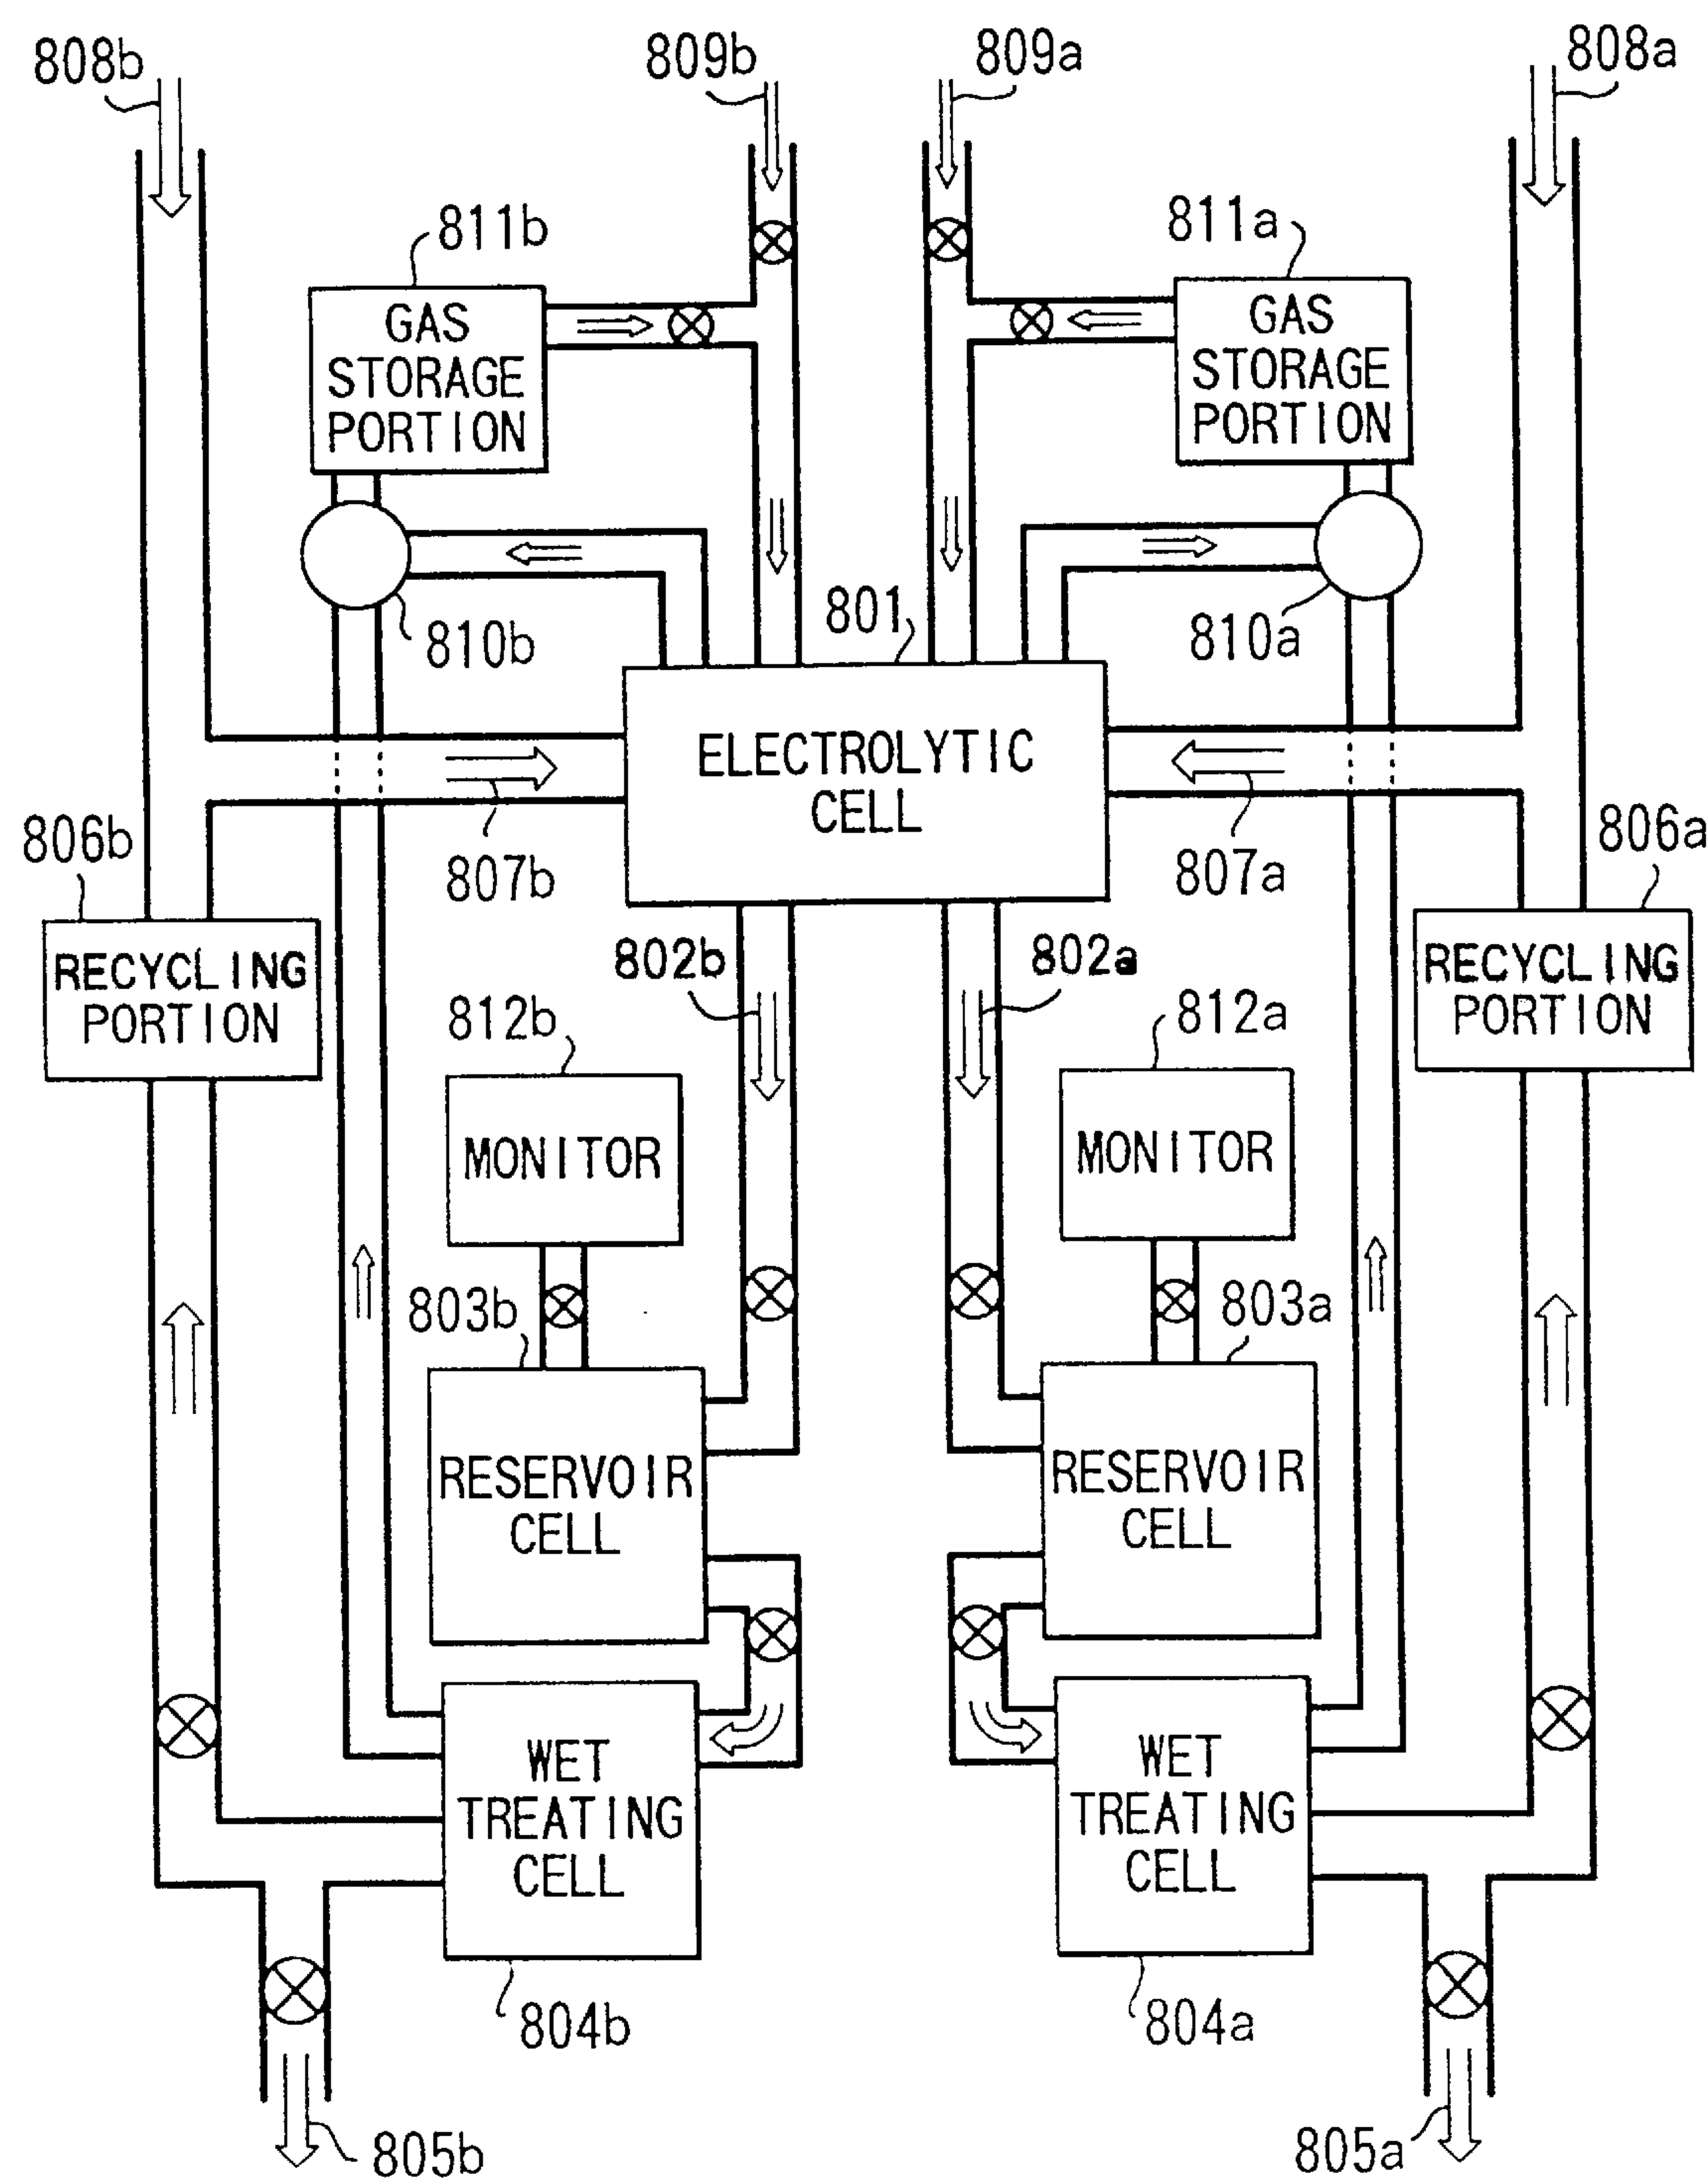 808b
809b
809a
808a
811b
811a
GAS
STORAGE
PORTION
GAS
STORAGE
PORTION
810b
801
810a
ELECTROLYTIC
CELL
806b
807b
807a
806a
RECYCLING
PORTION
802b
802a
RECYCLING
PORTION
812b
812a
MONITOR
MONITOR
803b
803a
RESERVOIR
CELL
RESERVOIR
CELL
WET
TREATING
CELL
WET
TREATING
CELL
804b
804a
805b
805a